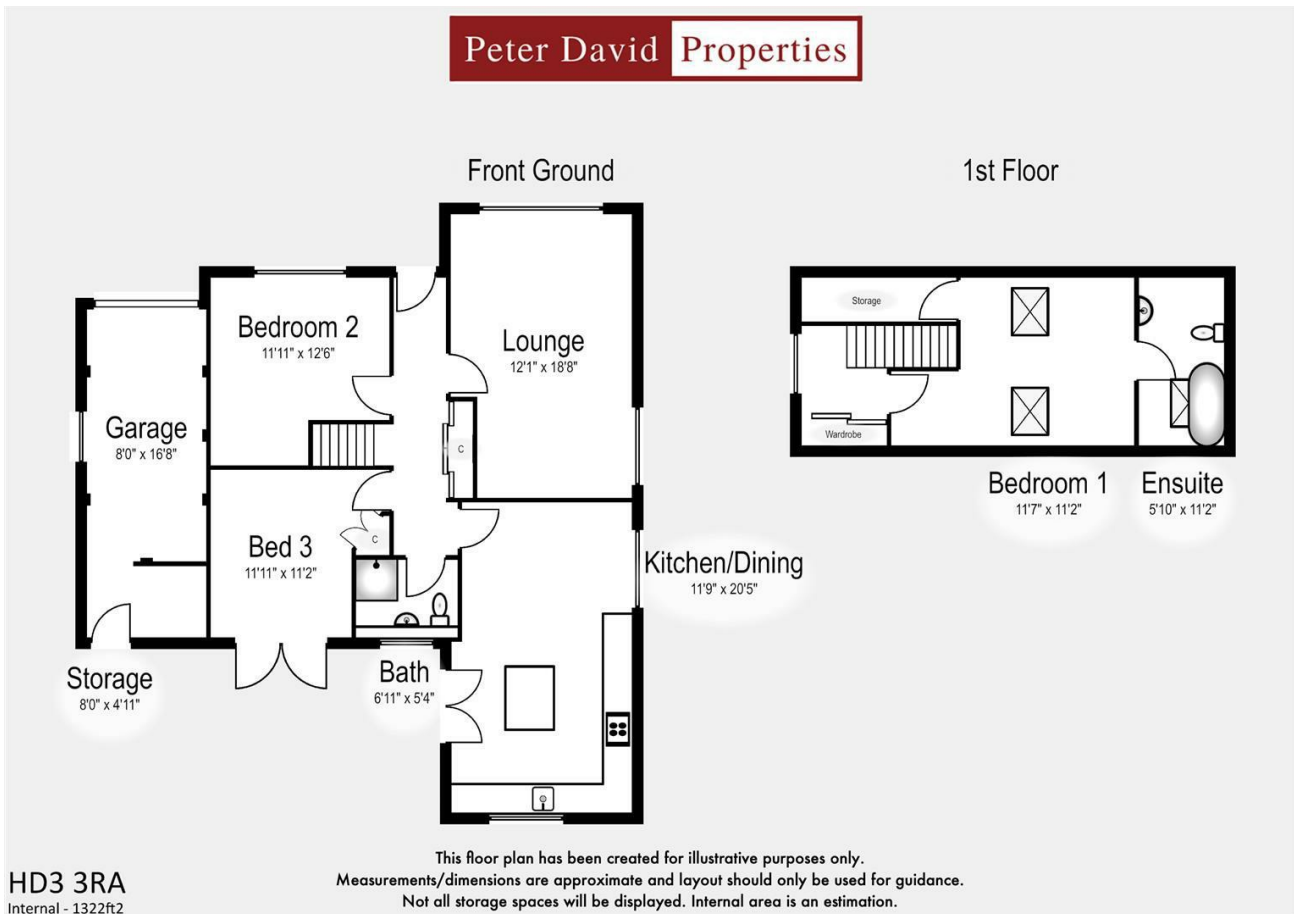 Peter David Properties
Front Ground
1st Floor
Bedroom 2
11'11" x 12'6"
Lounge
12'1" x 18'8"
Garage
8'0" x 16'8"
C
Bed 3
11'11" x 11'2"
C
Kitchen/Dining
11'9" x 20'5"
Storage
8'0" x 4'11"
Bath
6'11" x 5'4"
Storage
Wardrobe
Bedroom 1
11'7" x 11'2"
Ensuite
5'10" x 11'2"
This floor plan has been created for illustrative purposes only.
Measurements/dimensions are approximate and layout should only be used for guidance.
Not all storage spaces will be displayed. Internal area is an estimation.
HD3 3RA
Internal - 1322ft2